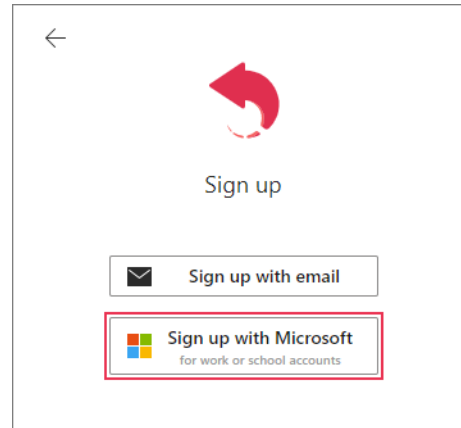 Sign up
Sign up with email
Sign up with Microsoft
for work or school accounts